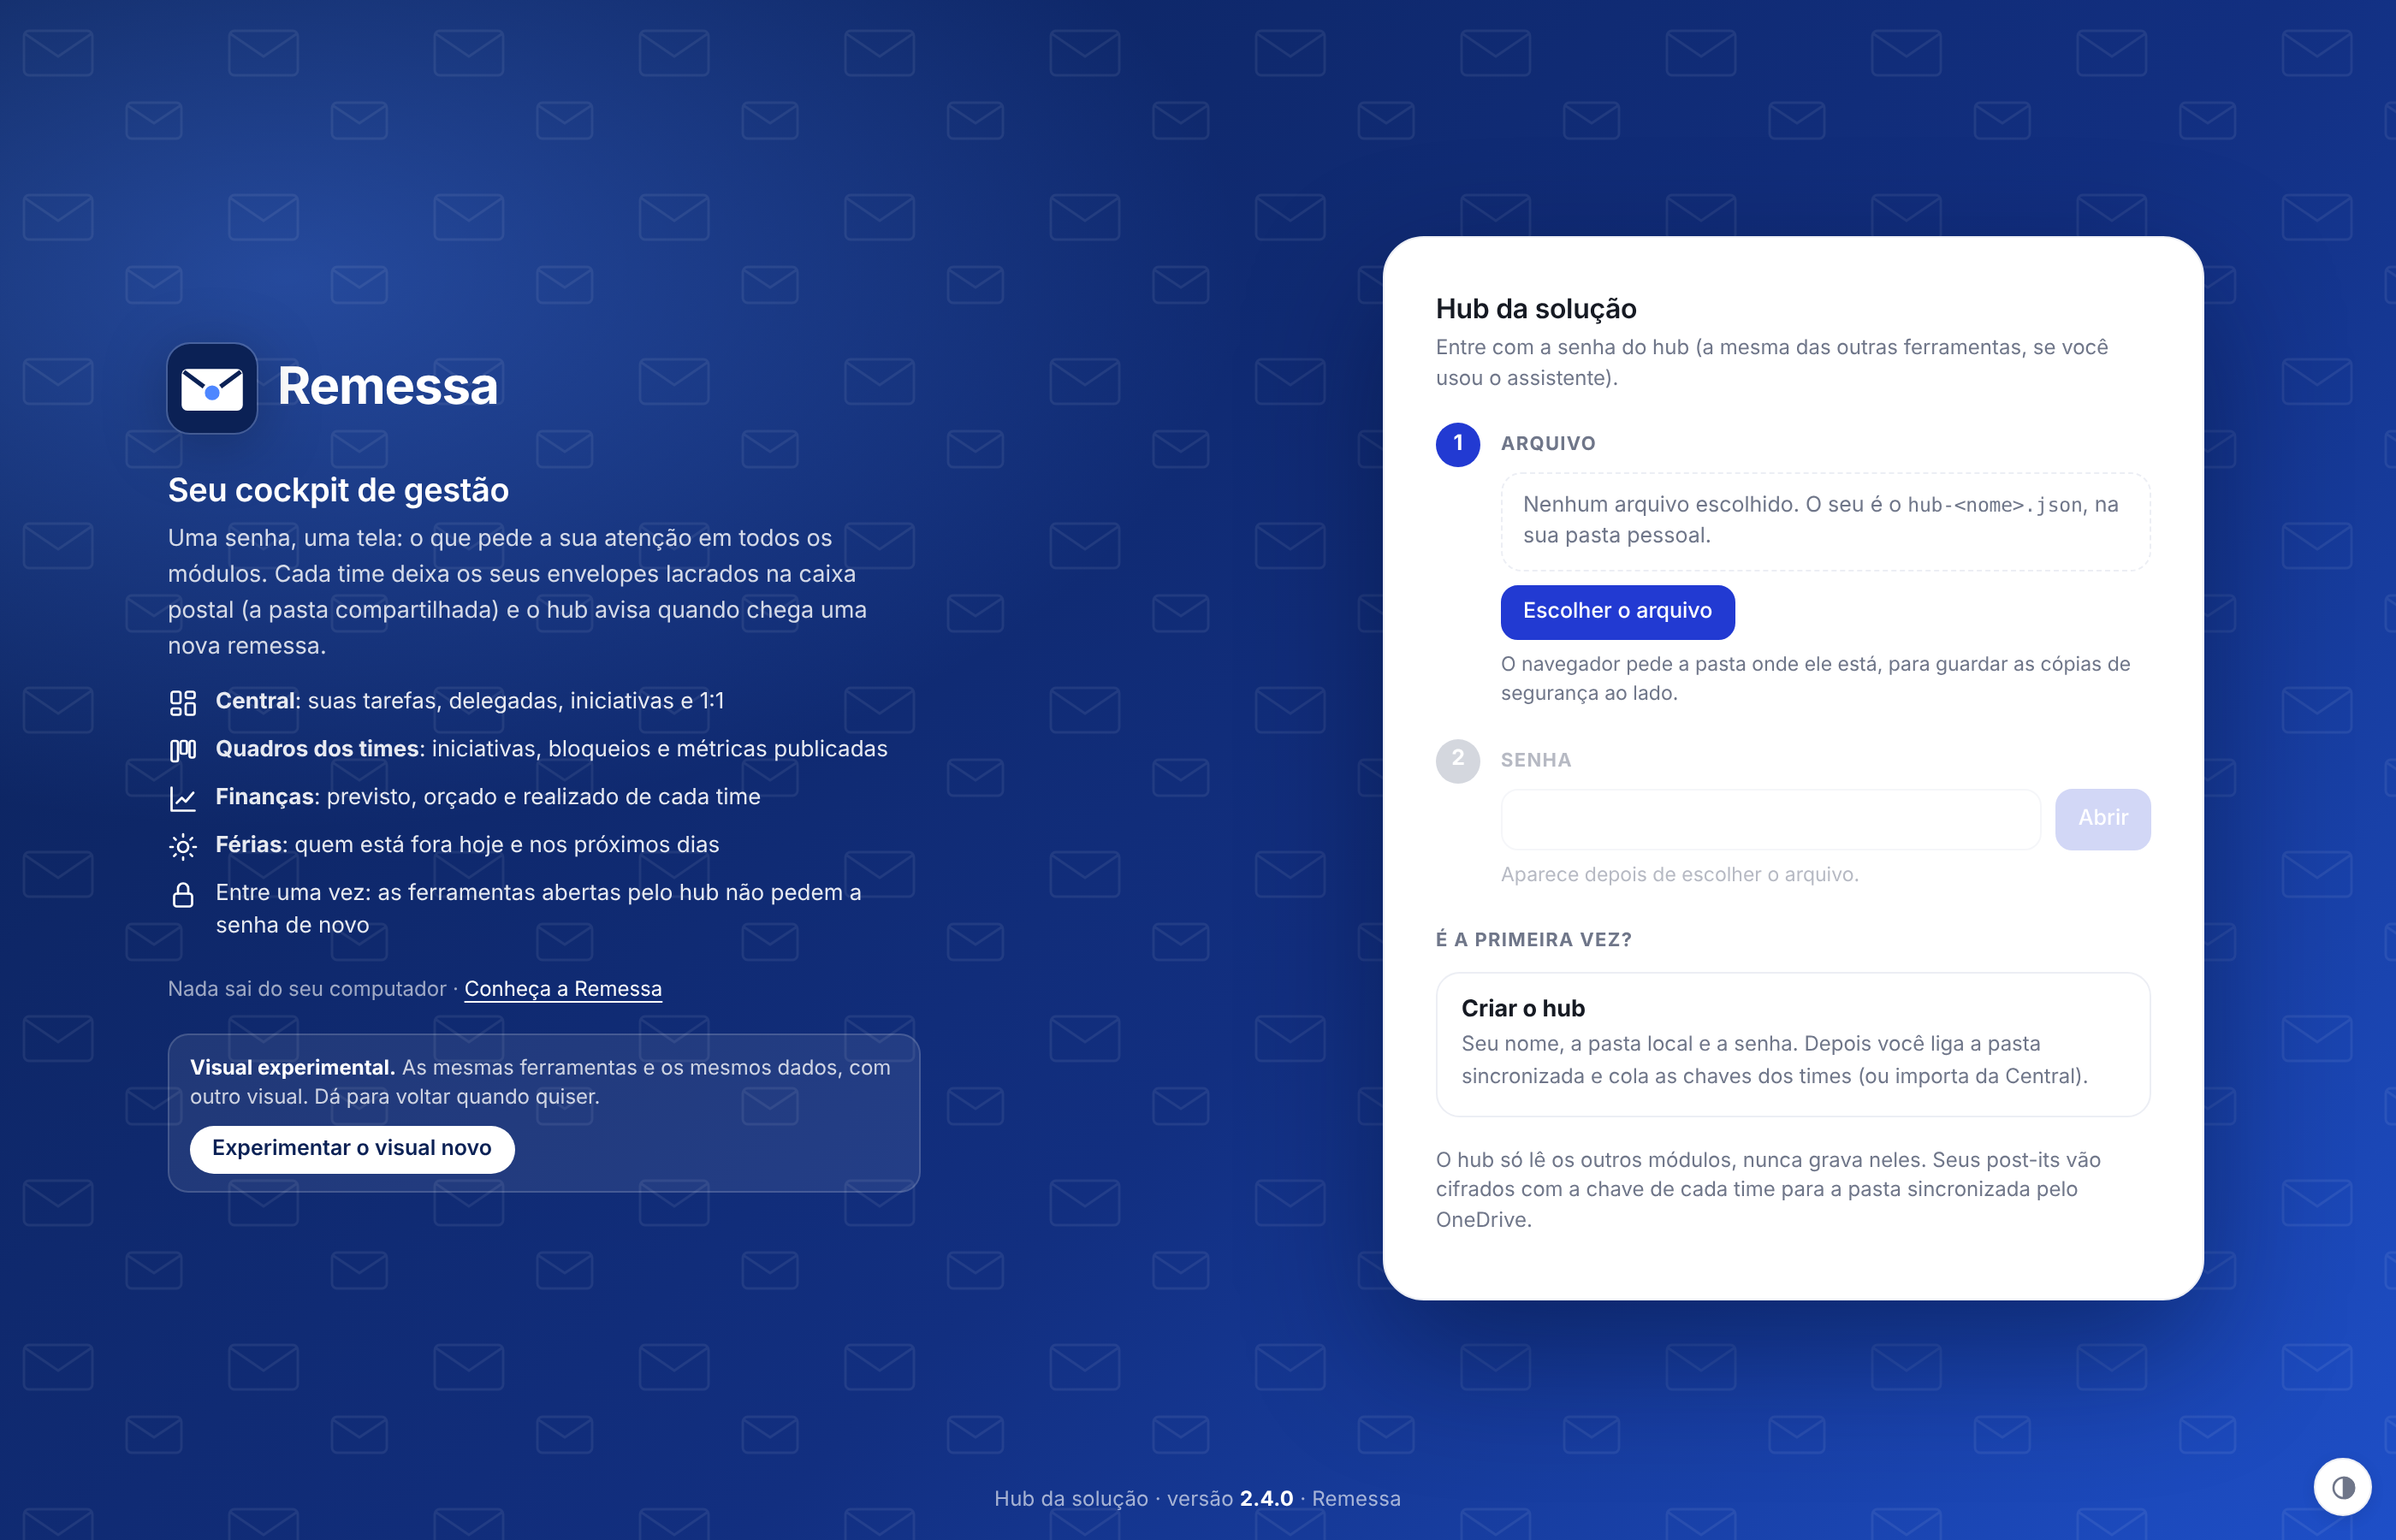 Remessa
Seu cockpit de gestão
Uma senha, uma tela: o que pede a sua atenção em todos os
módulos. Cada time deixa os seus envelopes lacrados na caixa
postal (a pasta compartilhada) e o hub avisa quando chega uma
nova remessa.
Central: suas tarefas, delegadas, iniciativas e 1:1
Quadros dos times: iniciativas, bloqueios e métricas publicadas
Finanças: previsto, orçado e realizado de cada time
Férias: quem está fora hoje e nos próximos dias
Entre uma vez: as ferramentas abertas pelo hub não pedem a
senha de novo
Nada sai do seu computador · Conheça a Remessa
Visual experimental. As mesmas ferramentas e os mesmos dados, com
outro visual. Dá para voltar quando quiser.
Experimentar o visual novo
Hub da solução
Entre com a senha do hub (a mesma das outras ferramentas, se você
usou o assistente).
1 ARQUIVO
Nenhum arquivo escolhido. O seu é o hub-<nome>.json, na
sua pasta pessoal.
Escolher o arquivo
O navegador pede a pasta onde ele está, para guardar as cópias de
segurança ao lado.
2 SENHA
Abrir
Aparece depois de escolher o arquivo.
É A PRIMEIRA VEZ?
Criar o hub
Seu nome, a pasta local e a senha. Depois você liga a pasta
sincronizada e cola as chaves dos times (ou importa da Central).
O hub só lê os outros módulos, nunca grava neles. Seus post-its vão
cifrados com a chave de cada time para a pasta sincronizada pelo
OneDrive.
Hub da solução · versão 2.4.0 · Remessa